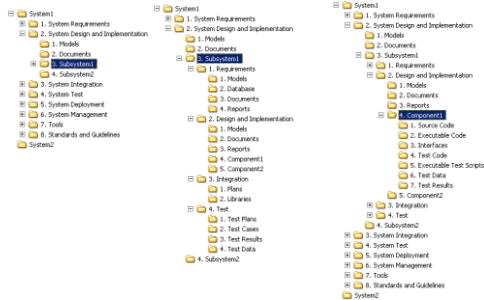 System1
1. System Requirements
2. System Design and Implementation
1. Models
2. Documents
3. Subsystem1
4. Subsystem2
3. System Integration
4. System Test
5. System Deployment
6. System Management
7. Tools
8. Standards and Guidelines
System2
System1
1. System Requirements
2. System Design and Implementation
1. Models
2. Documents
3. Subsystem1
1. Requirements
1. Models
2. Database
3. Documents
4. Reports
2. Design and Implementation
1. Models
2. Documents
3. Reports
4. Component1
5. Component2
3. Integration
1. Plans
2. Libraries
4. Test
1. Test Plans
2. Test Cases
3. Test Results
4. Test Data
4. Subsystem2
System1
1. System Requirements
2. System Design and Implementation
1. Models
2. Documents
3. Subsystem1
1. Requirements
2. Design and Implementation
1. Models
2. Documents
3. Reports
4. Component1
1. Source Code
2. Executable Code
3. Interfaces
4. Test Code
5. Executable Test Scripts
6. Test Data
7. Test Results
5. Component2
3. Integration
4. Test
4. Subsystem2
3. System Integration
4. System Test
5. System Deployment
6. System Management
7. Tools
8. Standards and Guidelines
System2